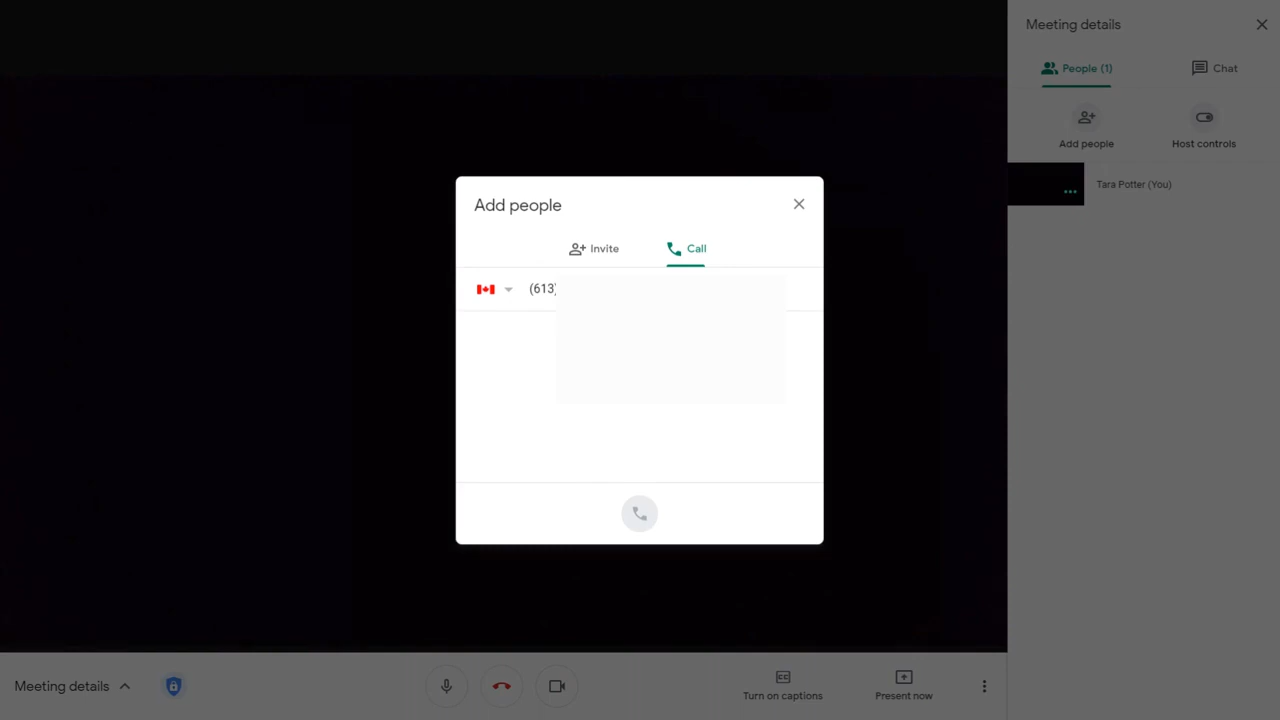 Meeting details
People (1)
Chat
Add people
Host controls
Tara Potter (You)
Add people
Invite
Call
(613)
Meeting details
CC
Turn on captions
Present now